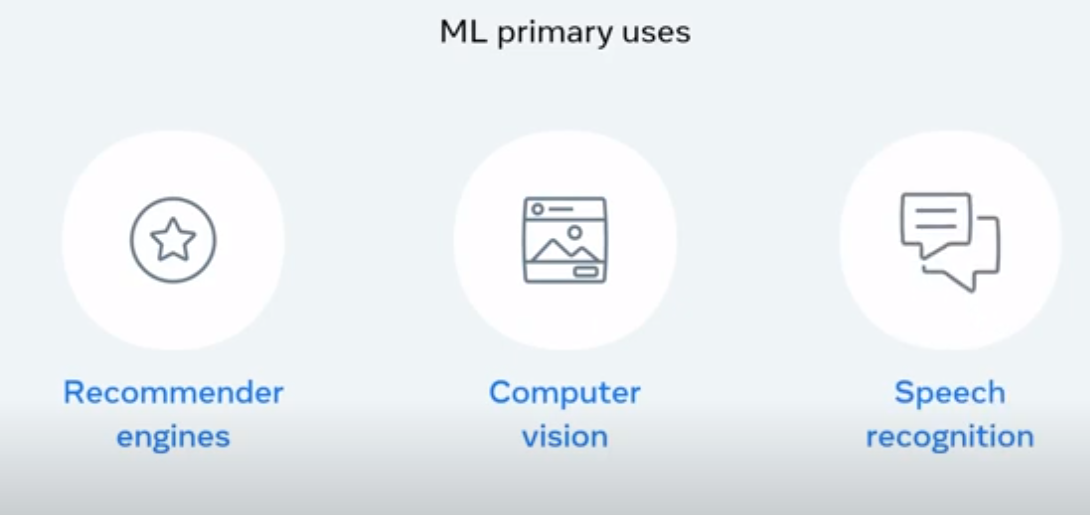 ML primary uses
Recommender
engines
Computer
vision
Speech
recognition